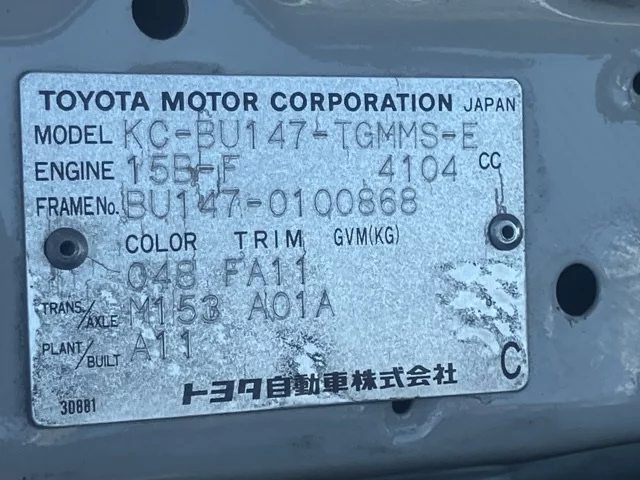 TOYOTA MOTOR CORPORATION JAPAN
MODEL KC-BU147-TGMMS-E
ENGINE 15B-F 4104 CC
FRAME No. BU147-0100868
COLOR TRIM GVM(KG)
048 FA11
TRANS/AXLE M153 A01A
PLANT/BUILT A11
トヨタ自動車株式会社 C
3D881